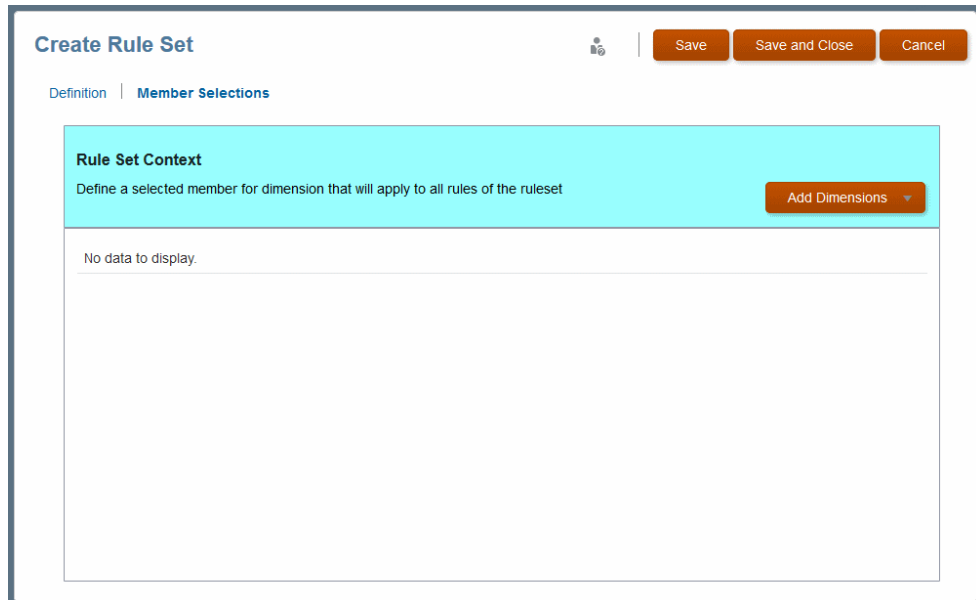 Create Rule Set
Save
Save and Close
Cancel
Definition
Member Selections
Rule Set Context
Define a selected member for dimension that will apply to all rules of the ruleset
Add Dimensions
No data to display.